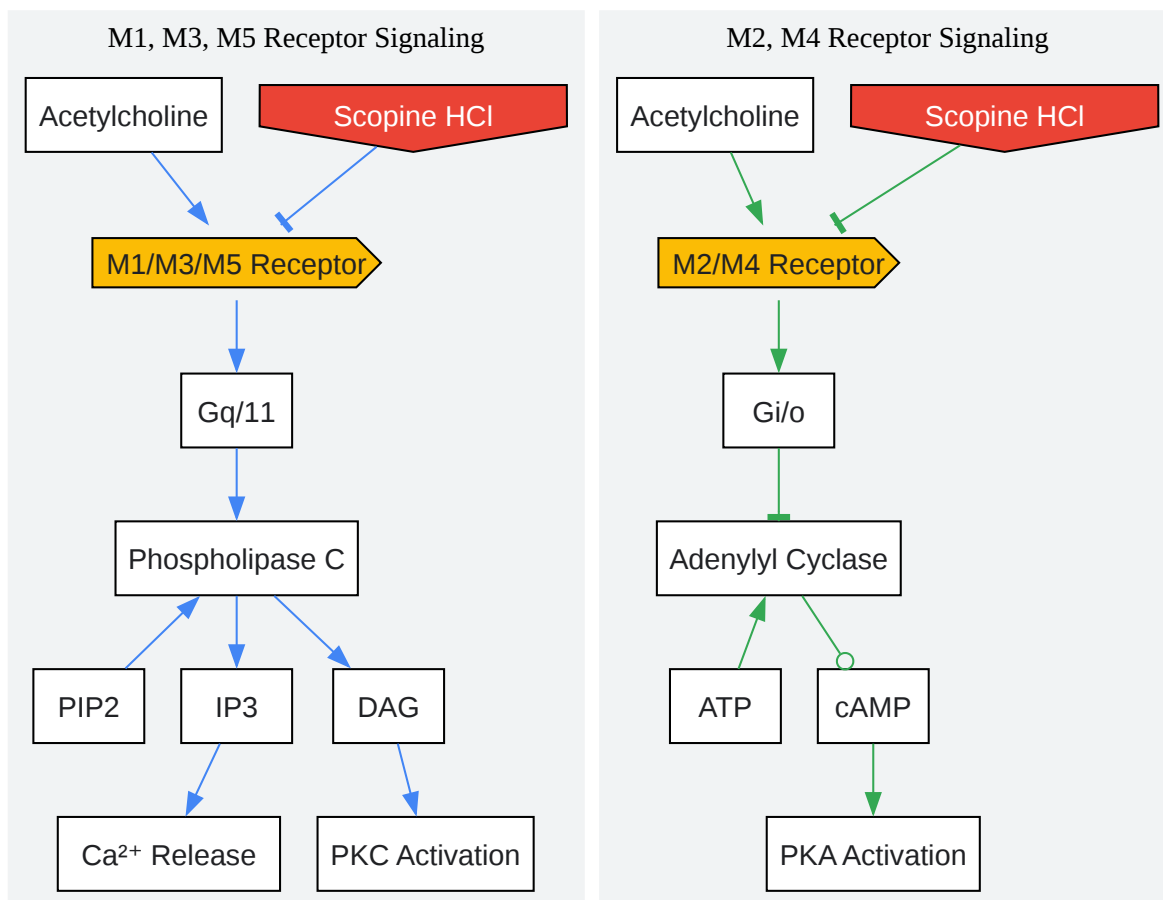 M1, M3, M5 Receptor Signaling
Acetylcholine
Scopine HCl
M1/M3/M5 Receptor
Gq/11
Phospholipase C
PIP2
IP3
DAG
Ca²⁺ Release
PKC Activation
M2, M4 Receptor Signaling
Acetylcholine
Scopine HCl
M2/M4 Receptor
Gi/o
Adenylyl Cyclase
ATP
cAMP
PKA Activation